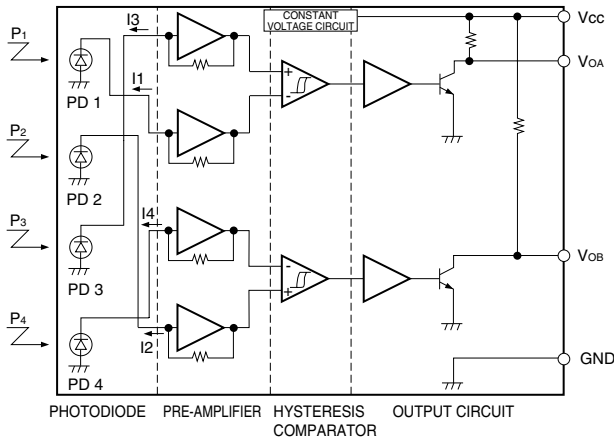 CONSTANT
VOLTAGE CIRCUIT
Vcc
P1
I3
VOA
PD 1
I1
P2
PD 2
P3
I4
VOB
PD 3
+
-
-
+
P4
I2
GND
PD 4
PHOTODIODE PRE-AMPLIFIER HYSTERESIS COMPARATOR OUTPUT CIRCUIT